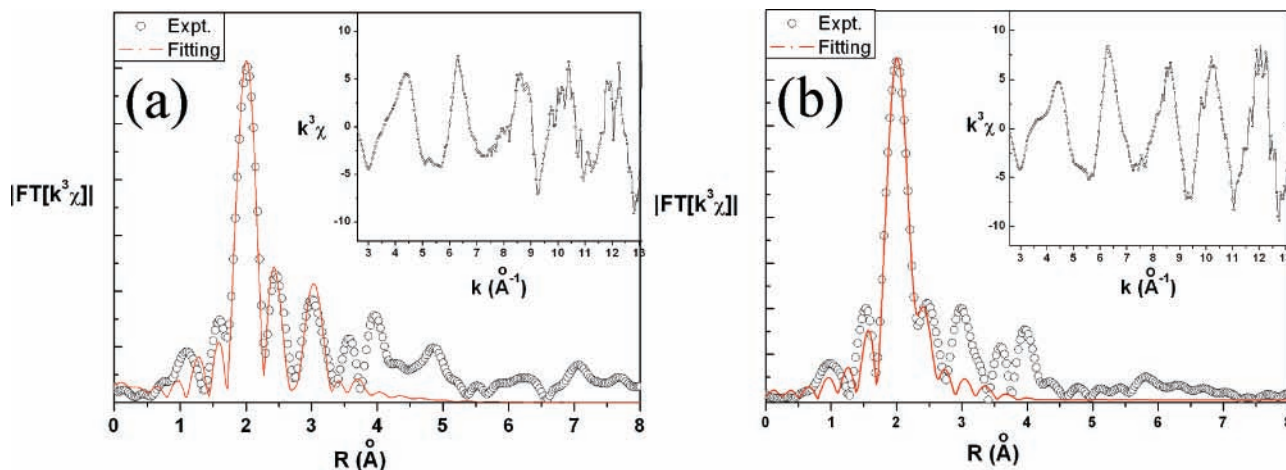 Expt.
Fitting
(a)
|FT[k³χ]|
10
5
k³χ
0
-5
-10
3 4 5 6 7 8 9 10 11 12 13
k (Å⁻¹)
0 1 2 3 4 5 6 7 8
R (Å)
Expt.
Fitting
(b)
|FT[k³χ]|
10
5
k³χ
0
-5
-10
3 4 5 6 7 8 9 10 11 12 13
k (Å⁻¹)
0 1 2 3 4 5 6 7 8
R (Å)